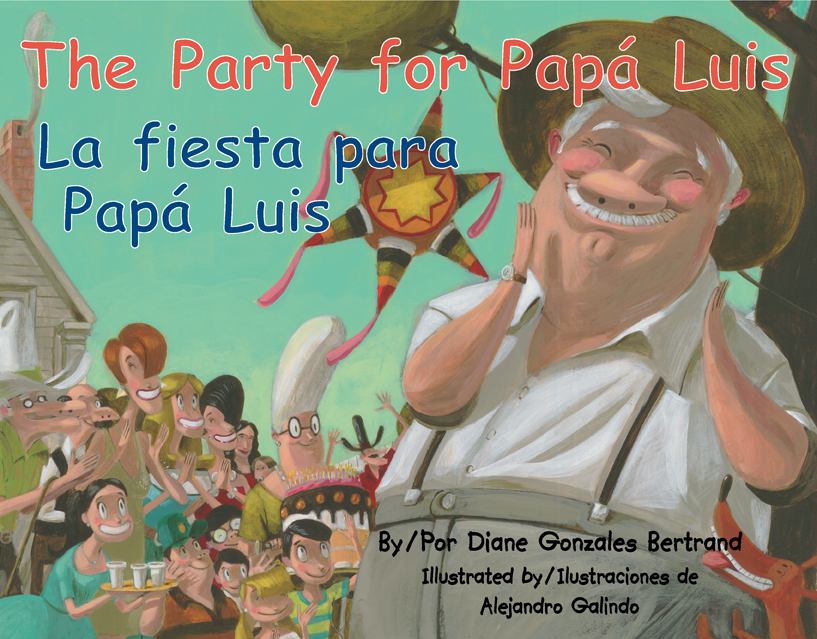 The Party for Papá Luis
La fiesta para
Papá Luis
By/Por Diane Gonzales Bertrand
Illustrated by/Ilustraciones de
Alejandro Galindo